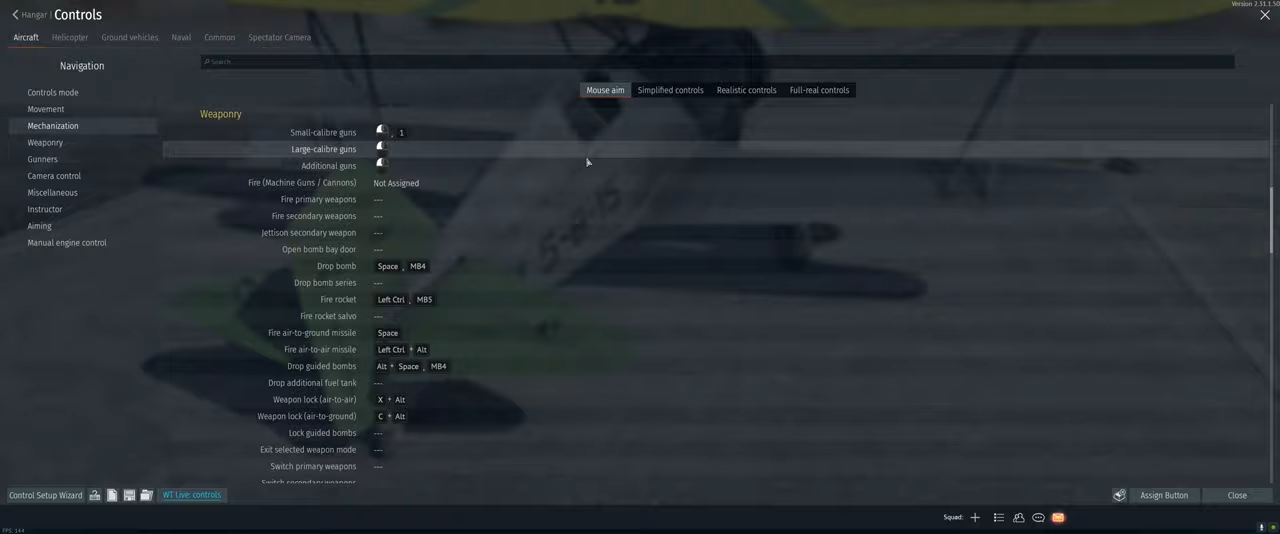 Version 2.31.1.50
Hangar / Controls
Aircraft Helicopter Ground vehicles Naval Common Spectator Camera
Navigation
Search...
Controls mode
Movement
Mechanization
Weaponry
Gunners
Camera control
Miscellaneous
Instructor
Aiming
Manual engine control
Mouse aim Simplified controls Realistic controls Full-real controls
Weaponry
Small-calibre guns , 1
Large-calibre guns
Additional guns
Fire (Machine Guns / Cannons) Not Assigned
Fire primary weapons ---
Fire secondary weapons ---
Jettison secondary weapon ---
Open bomb bay door ---
Drop bomb Space , MB4
Drop bomb series ---
Fire rocket Left Ctrl , MB5
Fire rocket salvo ---
Fire air-to-ground missile Space
Fire air-to-air missile Left Ctrl + Alt
Drop guided bombs Alt + Space , MB4
Drop additional fuel tank ---
Weapon lock (air-to-air) X + Alt
Weapon lock (air-to-ground) C + Alt
Lock guided bombs ---
Exit selected weapon mode ---
Switch primary weapons ---
Switch secondary weapons
Control Setup Wizard WT Live: controls Assign Button Close
Squad: +
FPS: 144